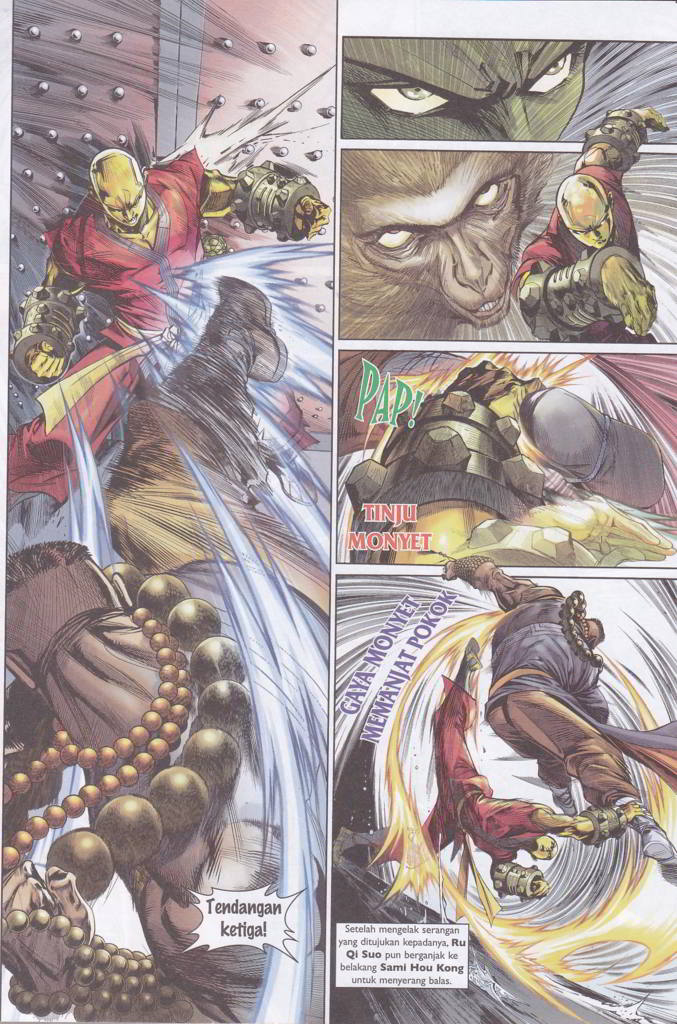 Tendangan
ketiga!
PAP!
TINJU
MONYET
GAYA-MONYET
MEMANJAT POKOK
Setelah mengelak serangan
yang ditujukan kepadanya, Ru
Qi Suo pun berganjak ke
belakang Sami Hou Kong
untuk menyerang balas.